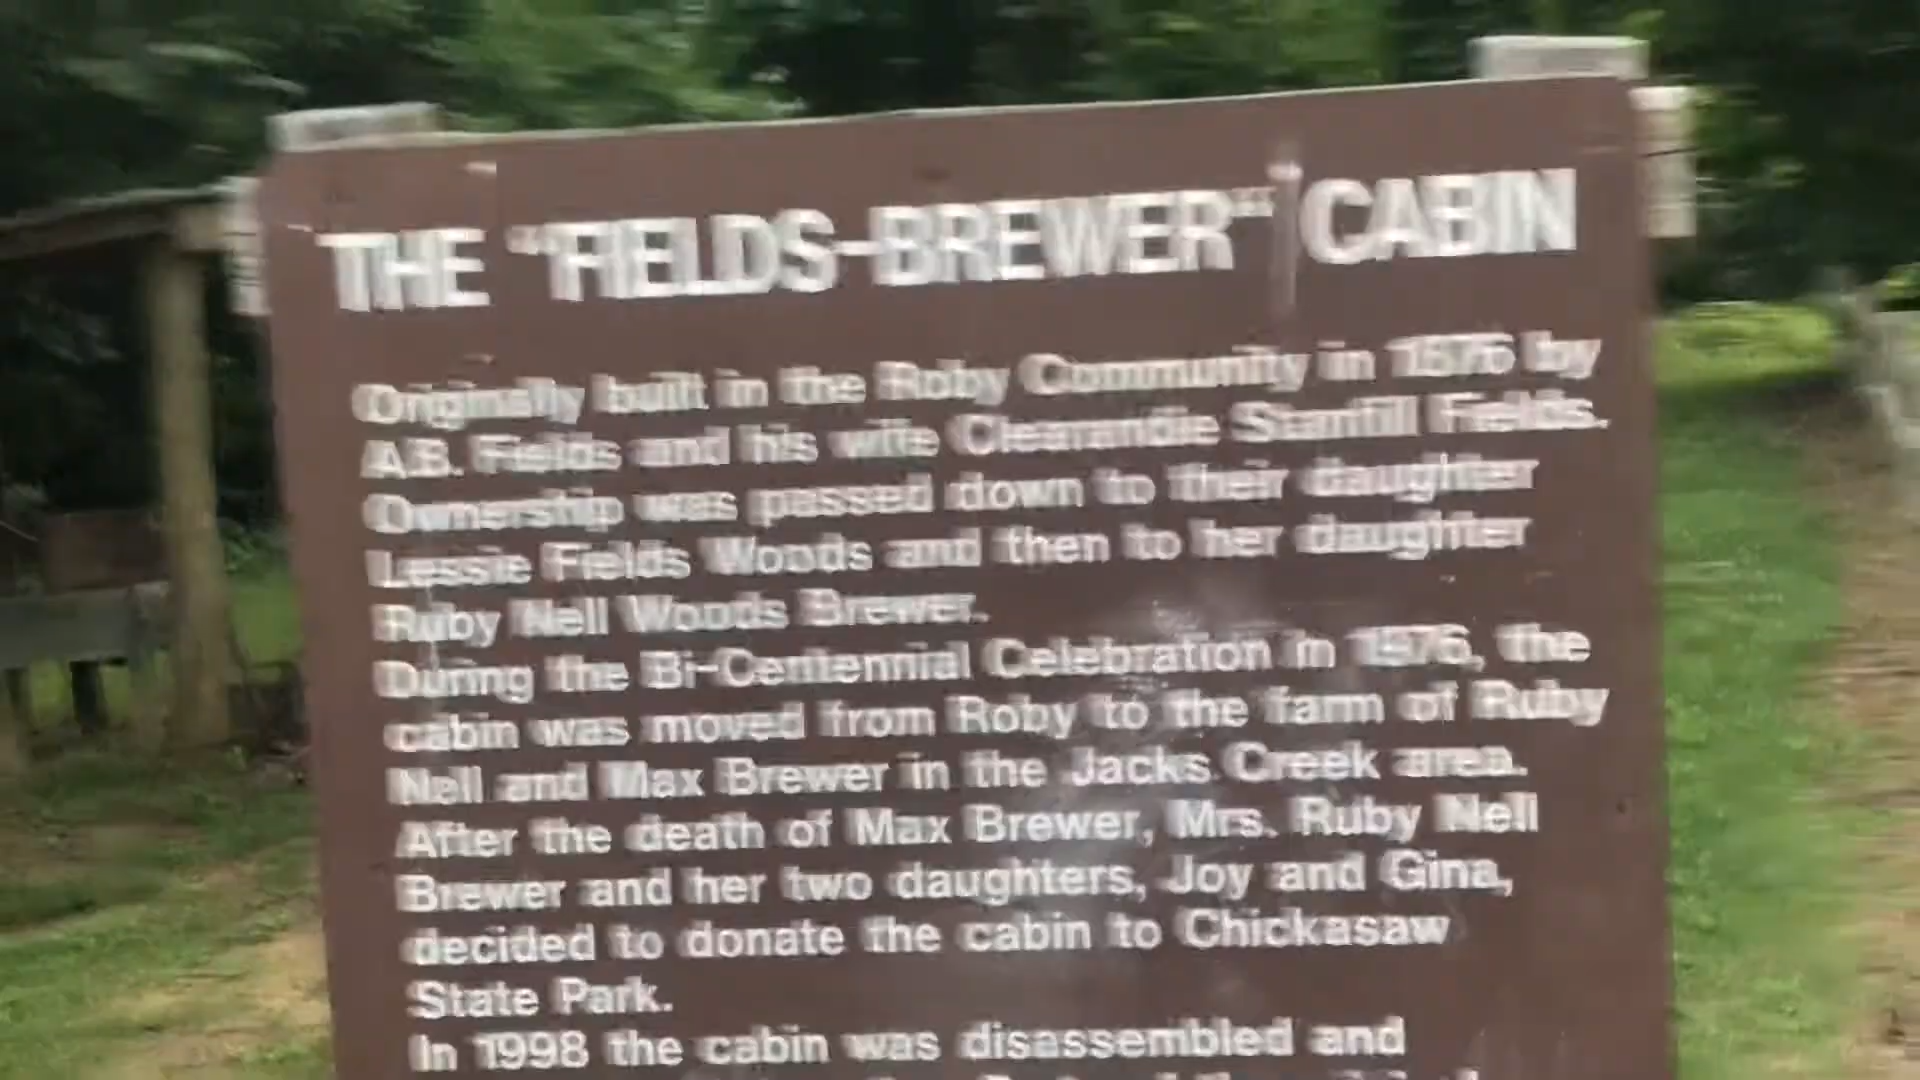 THE "FIELDS-BREWER" CABIN
Originally built in the Roby Community in by
A.B. Fields and his wife Stanfill Fields.
Ownership was passed down to their daughter
Lessie Fields Woods and then to her daughter
Ruby Nell Woods Brewer.
During the Bi-Centennial Celebration in 1976, the
cabin was moved from Roby to the farm of Ruby
Nell and Max Brewer in the Jacks Creek area.
After the death of Max Brewer, Mrs. Ruby Nell
Brewer and her two daughters, Joy and Gina,
decided to donate the cabin to Chickasaw
State Park.
In 1998 the cabin was disassembled and